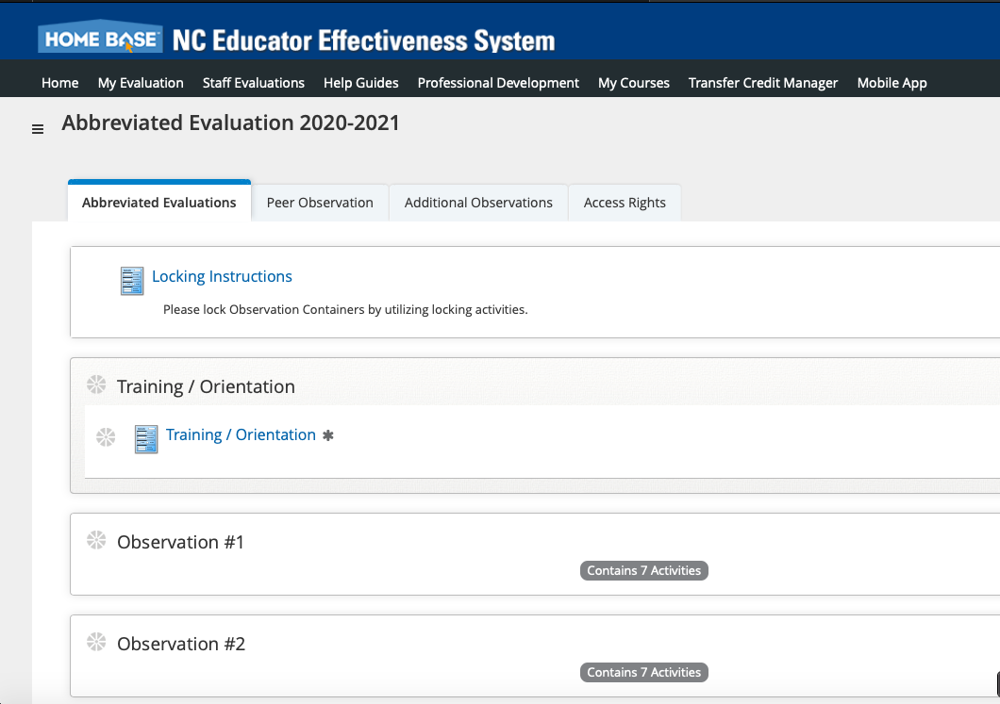 HOME BASE NC Educator Effectiveness System
Home My Evaluation Staff Evaluations Help Guides Professional Development My Courses Transfer Credit Manager Mobile App
Abbreviated Evaluation 2020-2021
Abbreviated Evaluations Peer Observation Additional Observations Access Rights
Locking Instructions
Please lock Observation Containers by utilizing locking activities.
Training / Orientation
Training / Orientation ✱
Observation #1
Contains 7 Activities
Observation #2
Contains 7 Activities